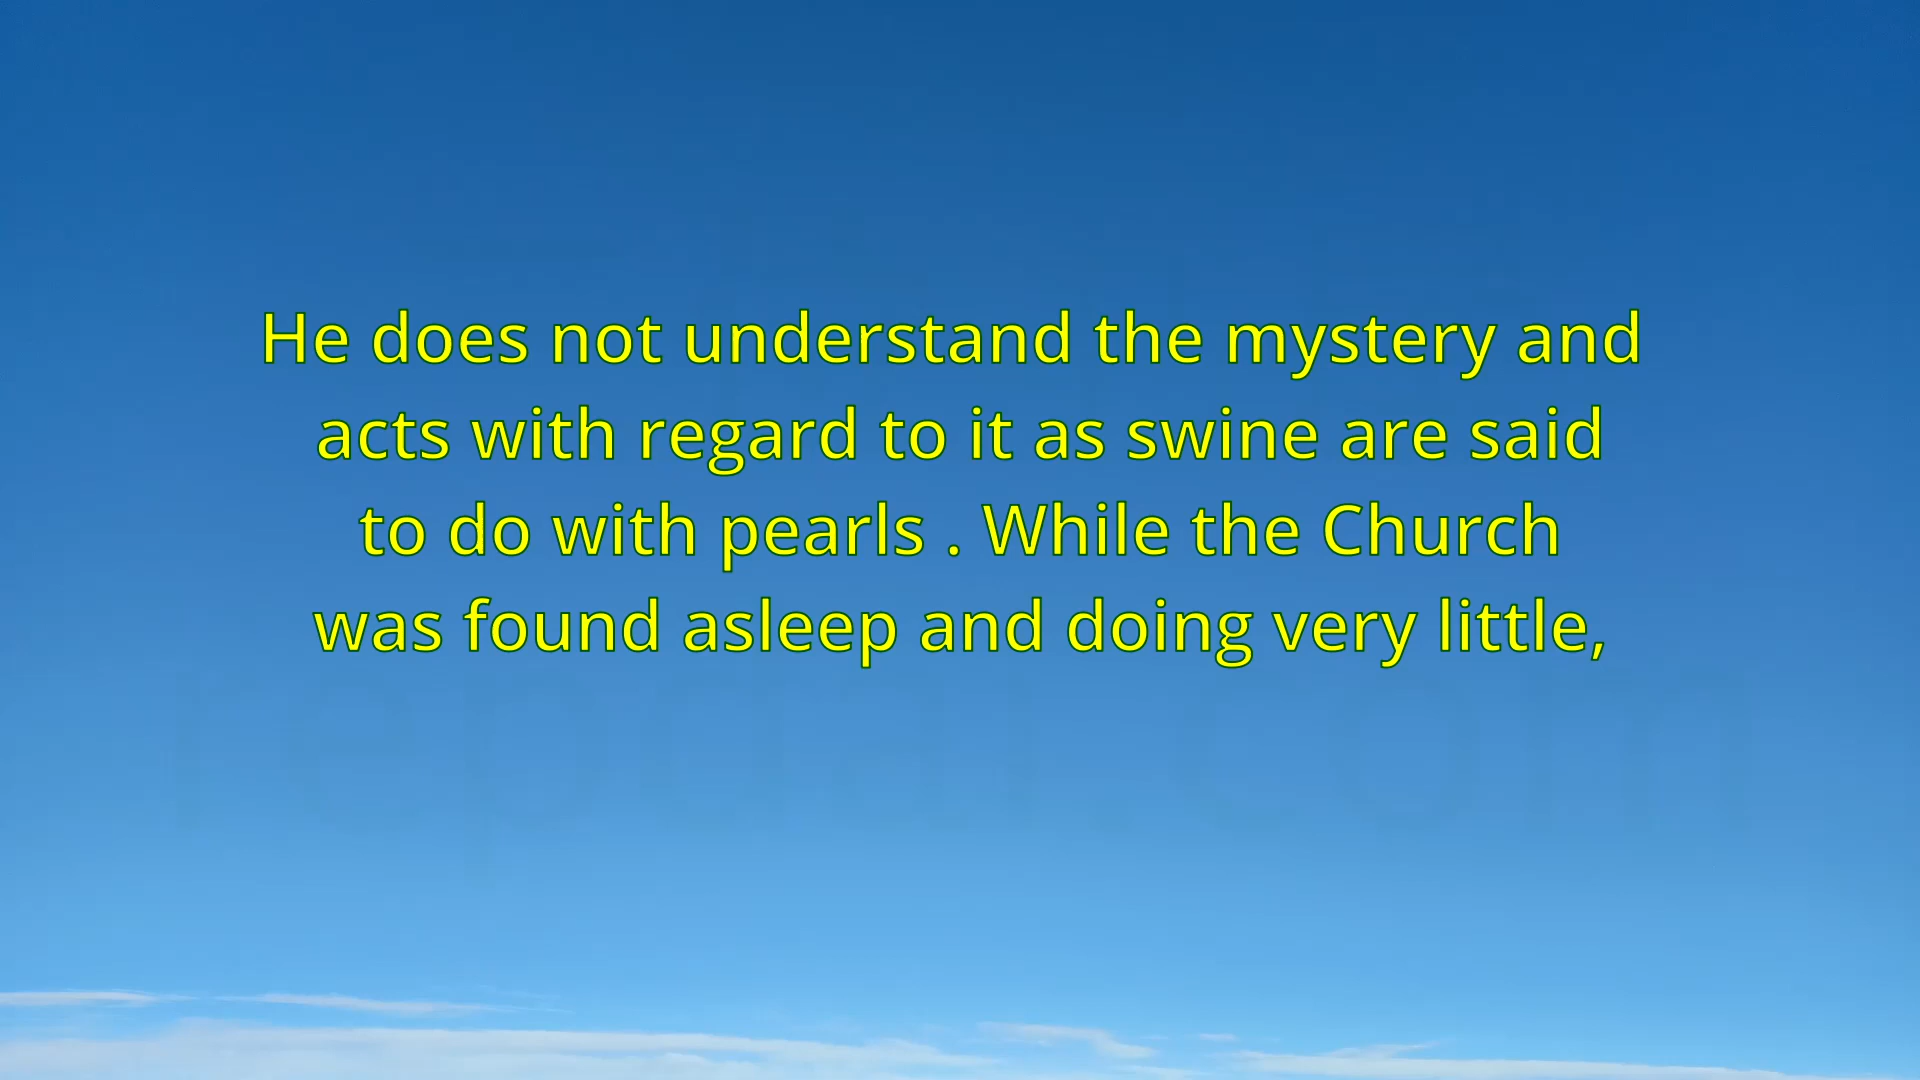 He does not understand the mystery and
acts with regard to it as swine are said
to do with pearls . While the Church
was found asleep and doing very little,